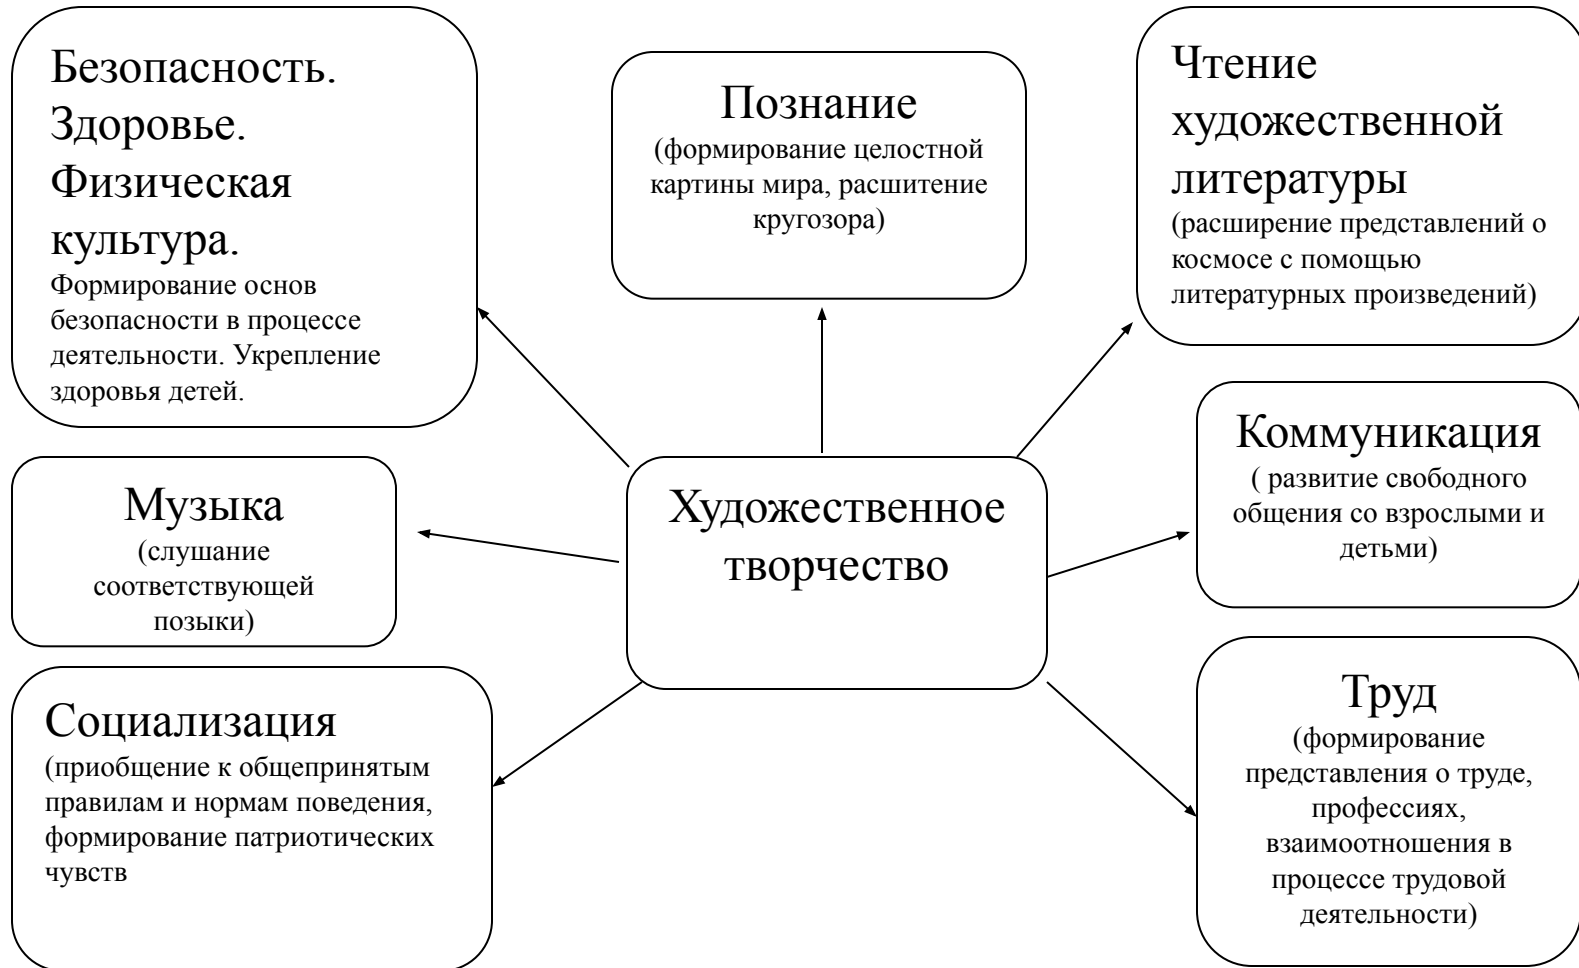 Безопасность.
Здоровье.
Физическая
культура.
Формирование основ
безопасности в процессе
деятельности. Укрепление
здоровья детей.
Познание
(формирование целостной
картины мира, расшитение
кругозора)
Чтение
художественной
литературы
(расширение представлений о
космосе с помощью
литературных произведений)
Музыка
(слушание
соответствующей
позыки)
Художественное
творчество
Коммуникация
( развитие свободного
общения со взрослыми и
детьми)
Социализация
(приобщение к общепринятым
правилам и нормам поведения,
формирование патриотических
чувств
Труд
(формирование
представления о труде,
профессиях,
взаимоотношения в
процессе трудовой
деятельности)